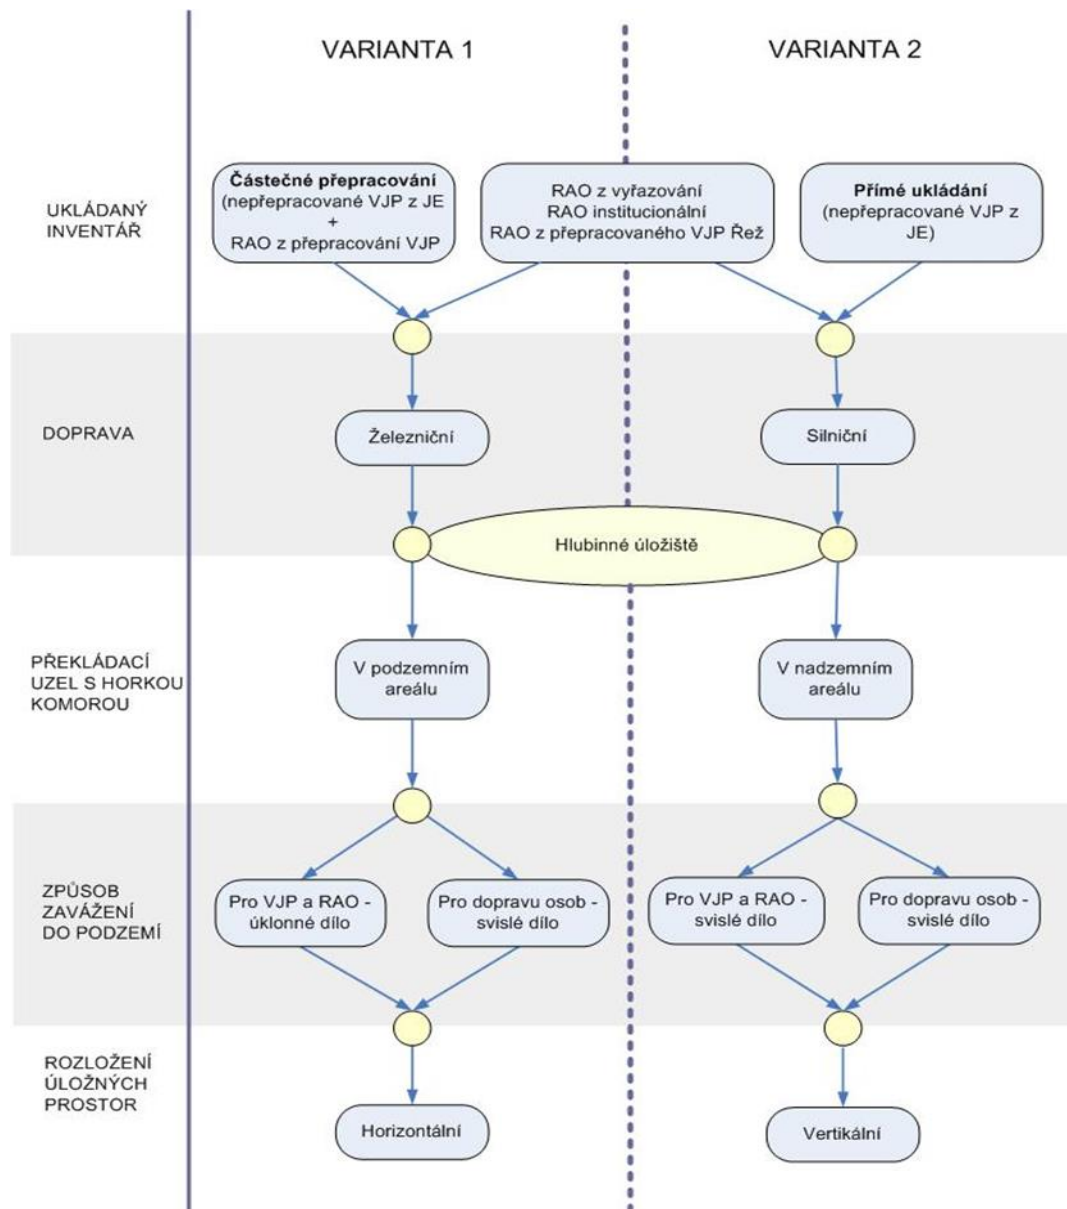 VARIANTA 1
VARIANTA 2
UKLÁDANÝ
INVENTÁŘ
Částečné přepracování
(nepřepracované VJP z JE
+
RAO z přepracování VJP
RAO z vyřazování
RAO institucionální
RAO z přepracovaného VJP Řež
Přímé ukládání
(nepřepracované VJP z
JE)
DOPRAVA
Železniční
Silniční
Hlubinné úložiště
PŘEKLÁDACÍ
UZEL S HORKOU
KOMOROU
V podzemním
areálu
V nadzemním
areálu
ZPŮSOB
ZAVÁŽENÍ
DO PODZEMÍ
Pro VJP a RAO -
úklonné dílo
Pro dopravu osob -
svislé dílo
Pro VJP a RAO -
svislé dílo
Pro dopravu osob -
svislé dílo
ROZLOŽENÍ
ÚLOŽNÝCH
PROSTOR
Horizontální
Vertikální